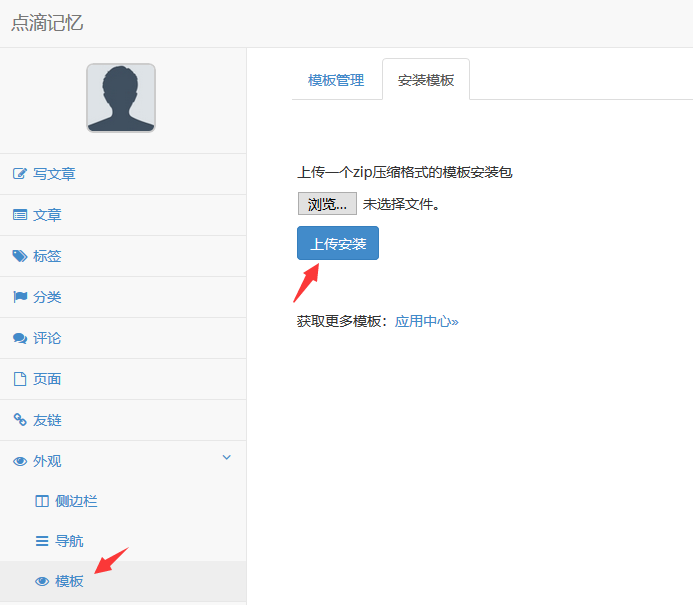 点滴记忆
模板管理 安装模板
写文章
文章
标签
分类
评论
页面
友链
外观
侧边栏
导航
模板
上传一个zip压缩格式的模板安装包
浏览... 未选择文件。
上传安装
获取更多模板：应用中心»